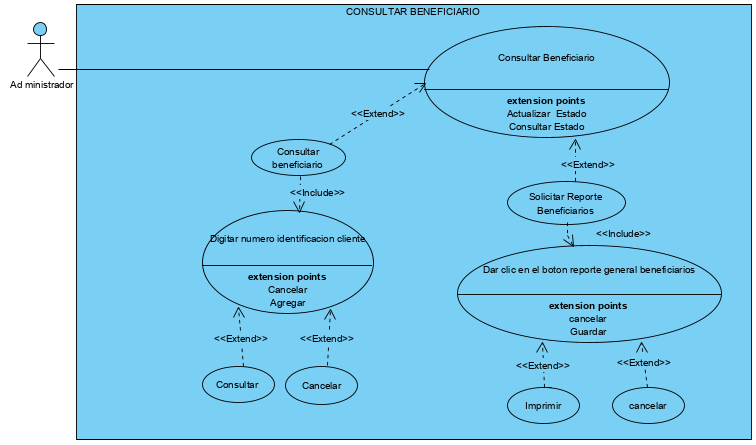 CONSULTAR BENEFICIARIO
Ad ministrador
Consultar Beneficiario
extension points
Actualizar Estado
Consultar Estado
<<Extend>>
Consultar
beneficiario
<<Extend>>
Solicitar Reporte
Beneficiarios
<<Include>>
<<Include>>
Digitar numero identificacion cliente
extension points
Cancelar
Agregar
Dar clic en el boton reporte general beneficiarios
extension points
cancelar
Guardar
<<Extend>>
<<Extend>>
<<Extend>>
<<Extend>>
Consultar
Cancelar
Imprimir
cancelar